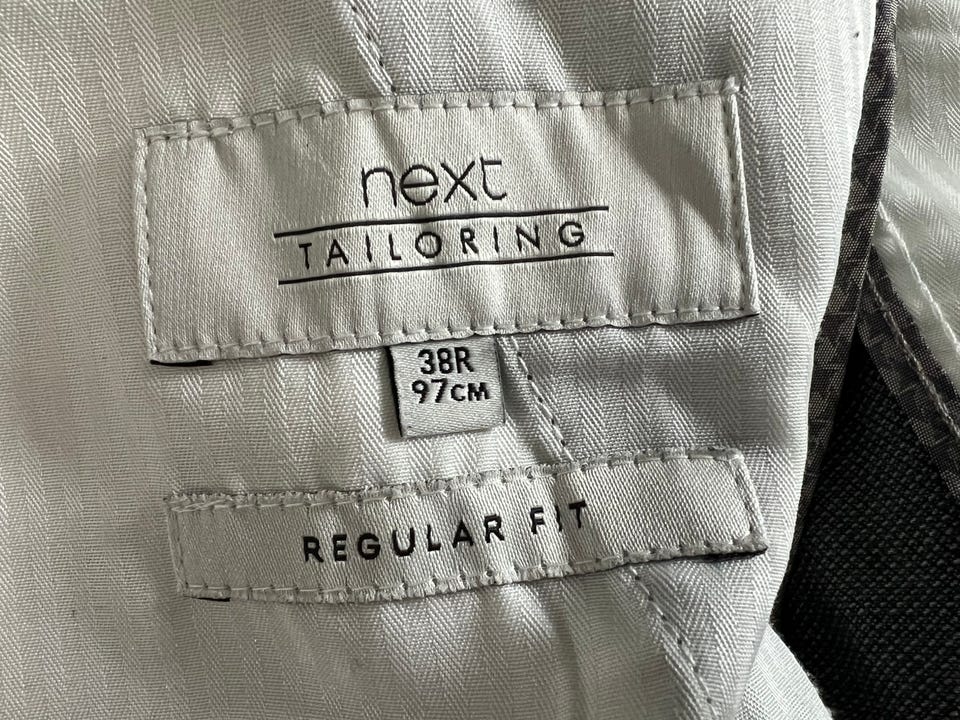 next
TAILORING
38R
97CM
REGULAR FIT